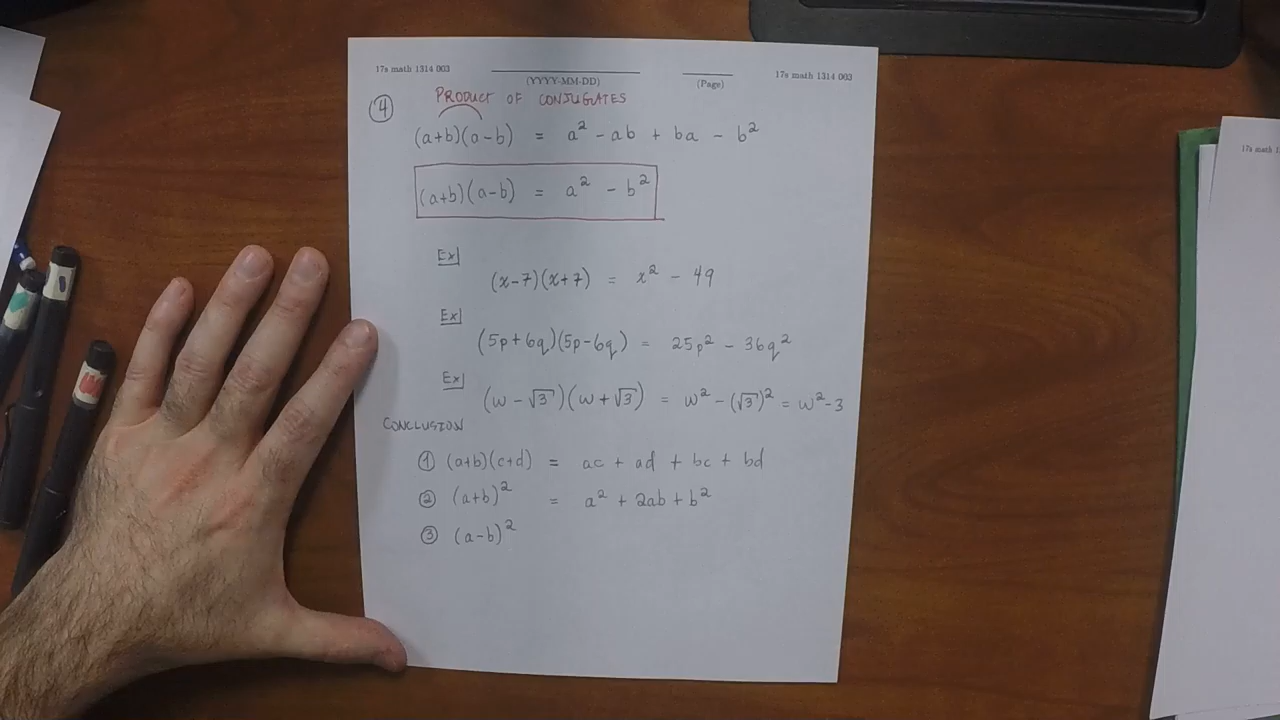 17s math 1314 003 (YYYY-MM-DD) (Page) 17s math 1314 003
④ PRODUCT OF CONJUGATES
(a+b)(a-b) = a² - ab + ba - b²
(a+b)(a-b) = a² - b²
Ex
(x-7)(x+7) = x² - 49
Ex
(5p+6q)(5p-6q) = 25p² - 36q²
Ex
(w-√3)(w+√3) = w² - (√3)² = w²-3
CONCLUSION
① (a+b)(c+d) = ac + ad + bc + bd
② (a+b)² = a² + 2ab + b²
③ (a-b)²